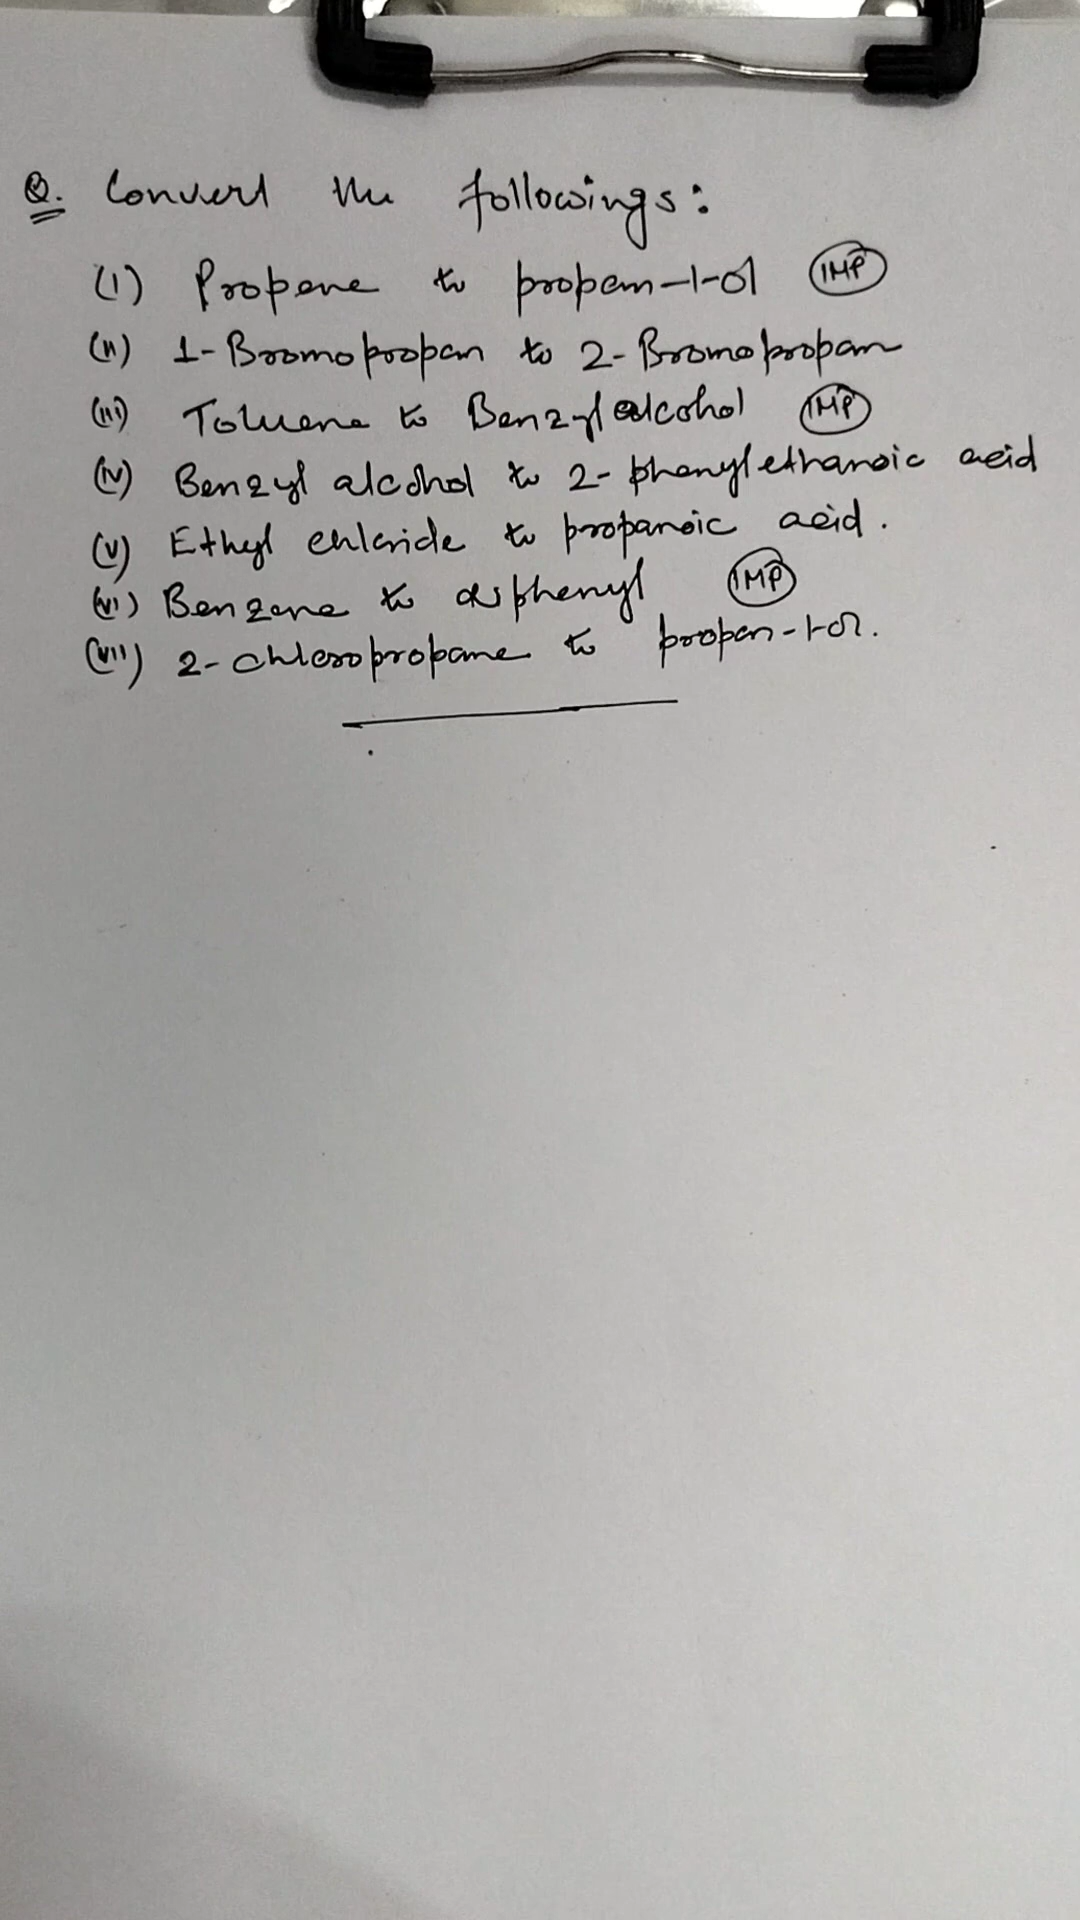 Q. Convert the followings:
(i) Propene to propan-1-ol (IMP)
(ii) 1-Bromopropan to 2-Bromopropan
(iii) Toluene to Benzyl alcohol (IMP)
(iv) Benzyl alcohol to 2-phenylethanoic acid
(v) Ethyl chloride to propanoic acid.
(vi) Benzene to diphenyl (IMP)
(vii) 2-chloropropane to propan-1-ol.